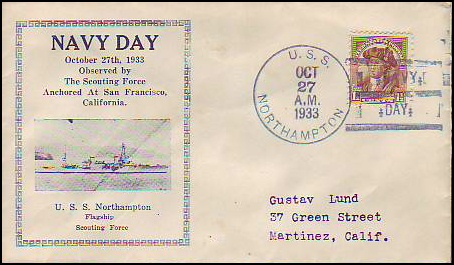 NAVY DAY
October 27th, 1933
Observed by
The Scouting Force
Anchored At San Francisco,
California.
U. S. S. Northampton
Flagship
Scouting Force
U. S. S.
OCT
27
A.M.
1933
NORTHAMPTON
DAY
Gustav Lund
37 Green Street
Martinez, Calif.